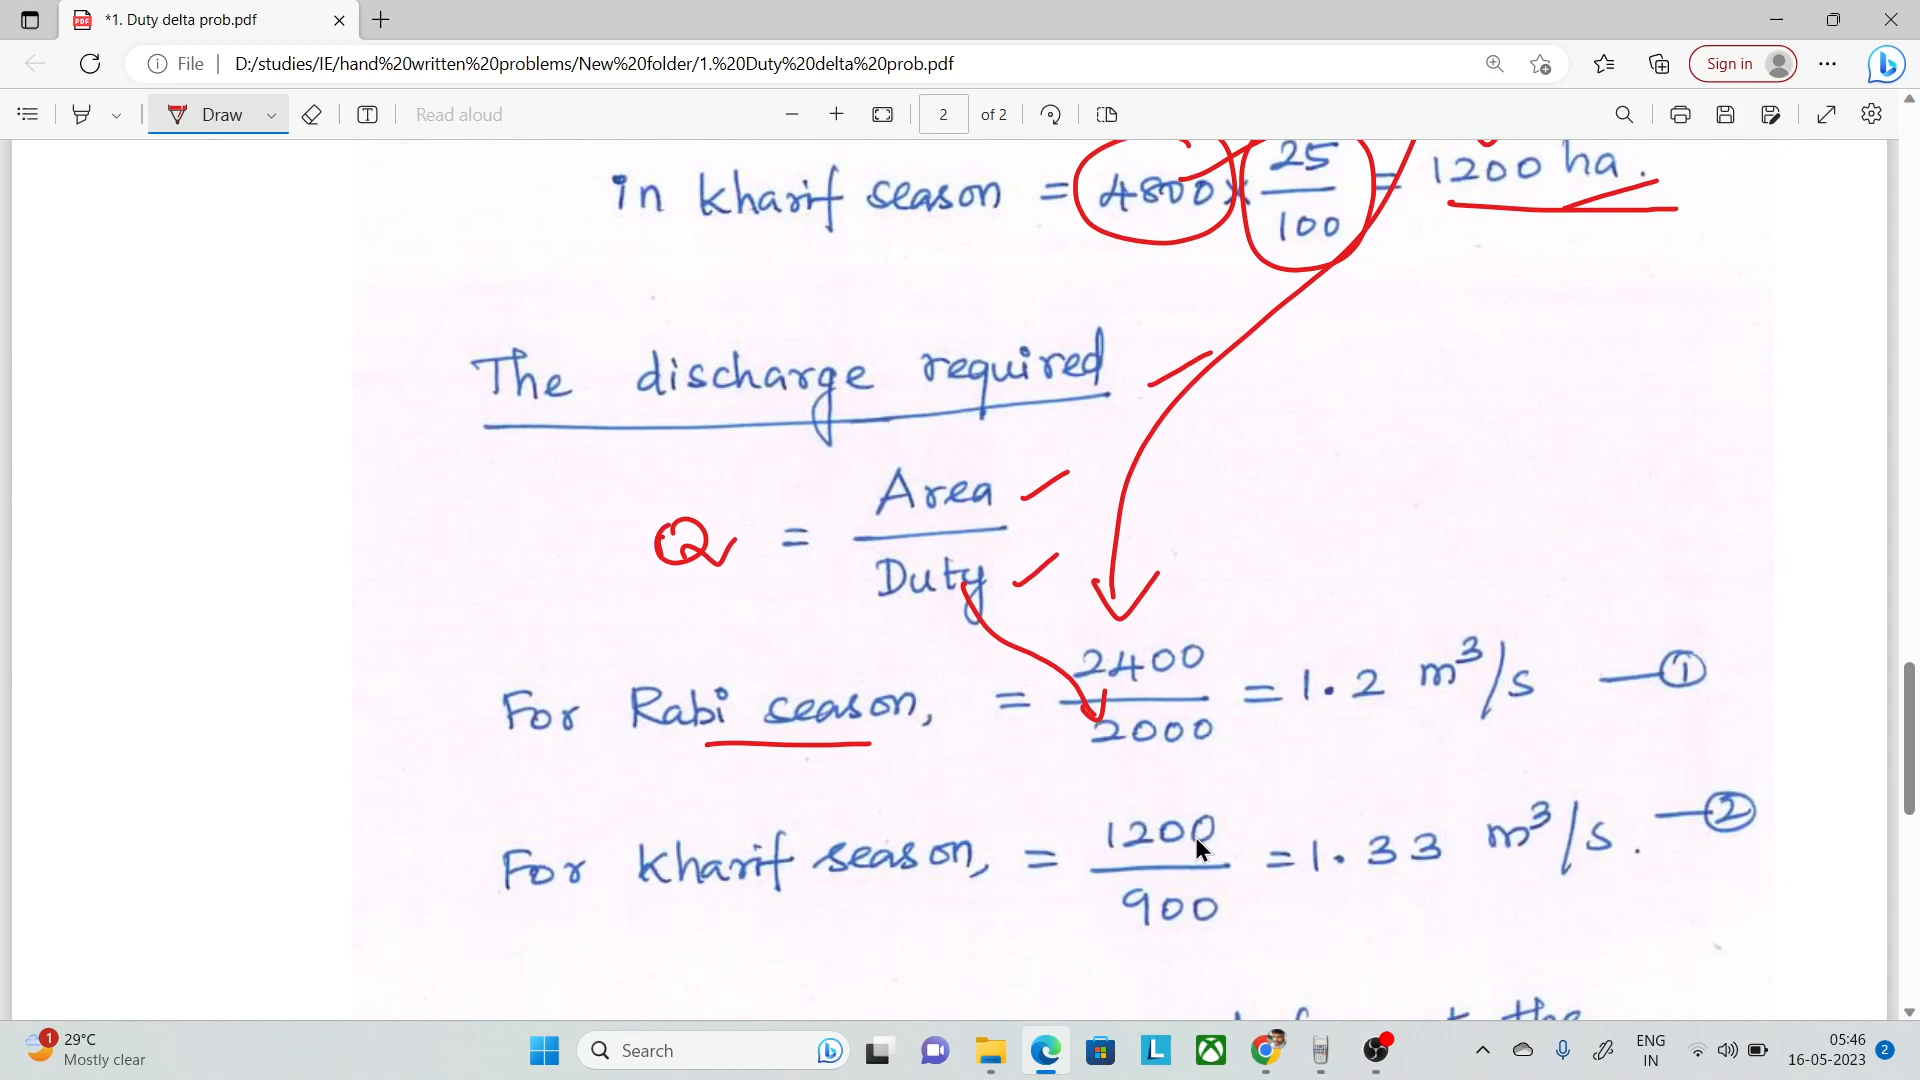 *1. Duty delta prob.pdf
File D:/studies/IE/hand%20written%20problems/New%20folder/1.%20Duty%20delta%20prob.pdf Sign in
Draw Read aloud 2 of 2
in kharif season = 4800 x 25/100 = 1200 ha.
The discharge required
Q = Area/Duty
For Rabi season, = 2400/2000 = 1.2 m³/s — ①
For kharif season, = 1200/900 = 1.33 m³/s. — ②
29°C
Mostly clear
Search
ENG
IN
05:46
16-05-2023